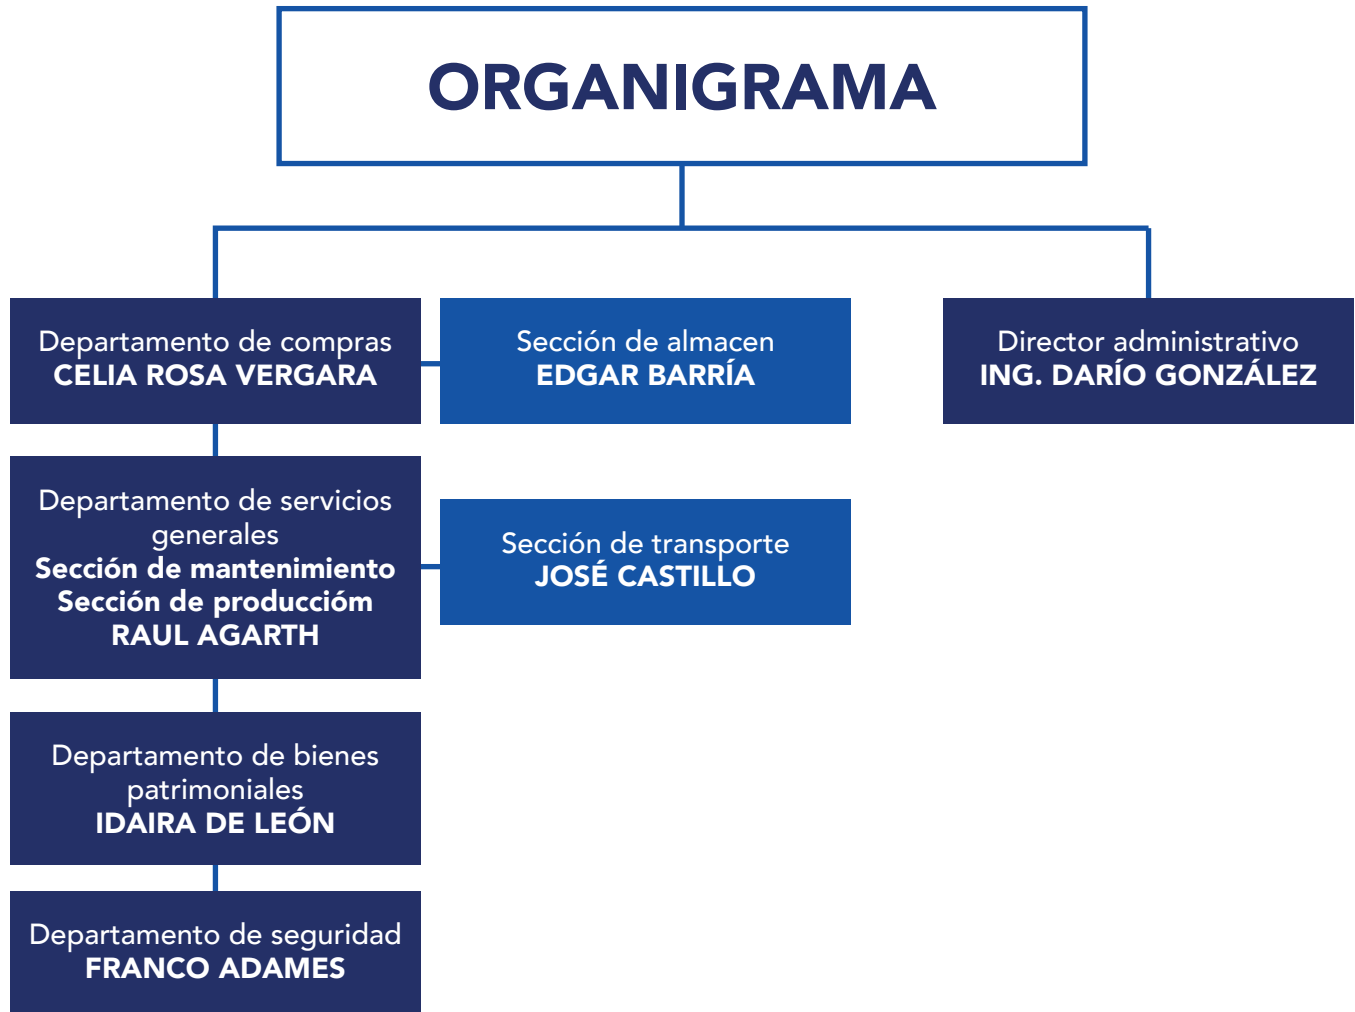 ORGANIGRAMA
Departamento de compras
CELIA ROSA VERGARA
Sección de almacen
EDGAR BARRÍA
Director administrativo
ING. DARÍO GONZÁLEZ
Departamento de servicios
generales
Sección de mantenimiento
Sección de produccióm
RAUL AGARTH
Sección de transporte
JOSÉ CASTILLO
Departamento de bienes
patrimoniales
IDAIRA DE LEÓN
Departamento de seguridad
FRANCO ADAMES